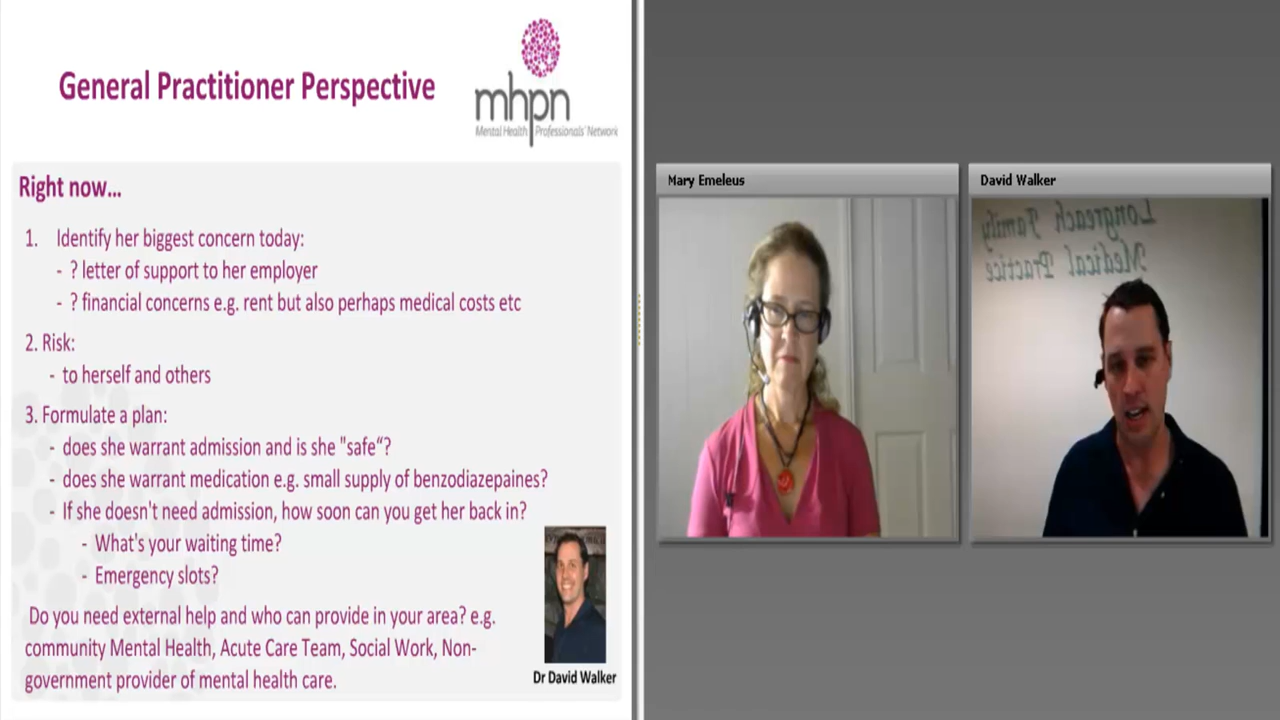 General Practitioner Perspective
mhpn
Mental Health Professionals' Network
Right now...
1. Identify her biggest concern today:
- ? letter of support to her employer
- ? financial concerns e.g. rent but also perhaps medical costs etc
2. Risk:
- to herself and others
3. Formulate a plan:
- does she warrant admission and is she "safe“?
- does she warrant medication e.g. small supply of benzodiazepaines?
- If she doesn't need admission, how soon can you get her back in?
- What's your waiting time?
- Emergency slots?
Do you need external help and who can provide in your area? e.g.
community Mental Health, Acute Care Team, Social Work, Non-
government provider of mental health care.
Dr David Walker
Mary Emeleus
David Walker
Longreach Family
Medical Practice